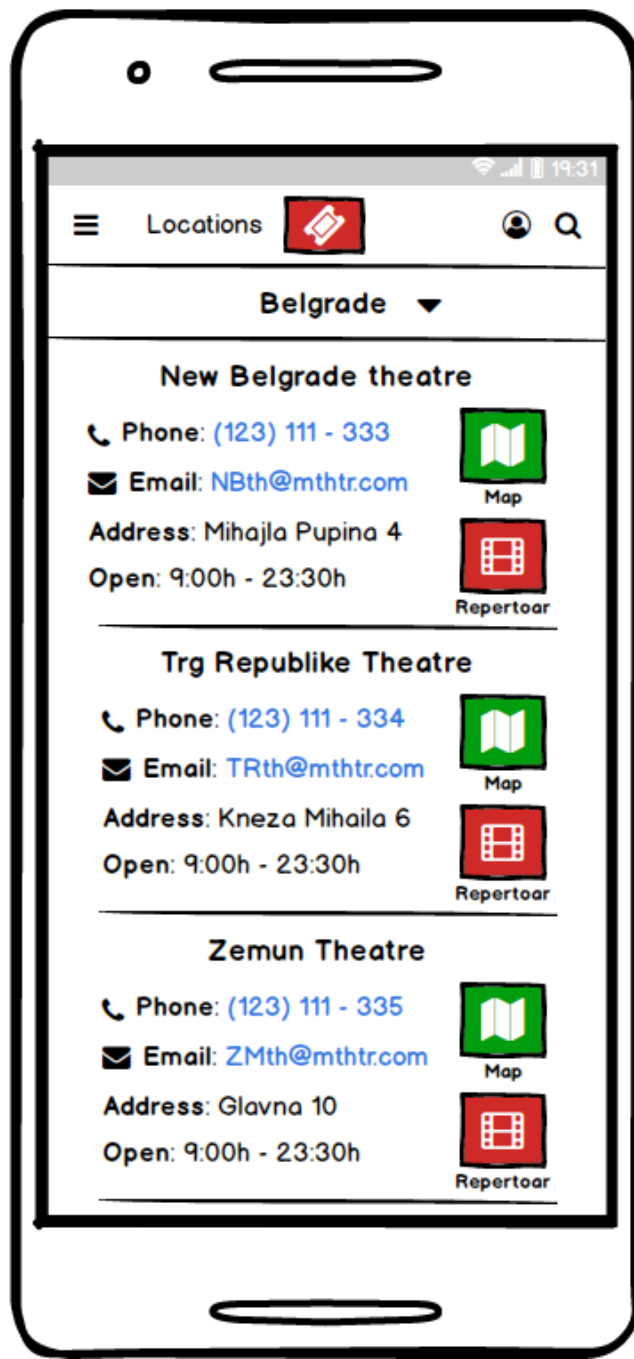 19:31
Locations
Belgrade
New Belgrade theatre
Phone: (123) 111 - 333
Email: NBth@mthtr.com
Map
Address: Mihajla Pupina 4
Open: 9:00h - 23:30h
Repertoar
Trg Republike Theatre
Phone: (123) 111 - 334
Email: TRth@mthtr.com
Map
Address: Kneza Mihaila 6
Open: 9:00h - 23:30h
Repertoar
Zemun Theatre
Phone: (123) 111 - 335
Email: ZMth@mthtr.com
Map
Address: Glavna 10
Open: 9:00h - 23:30h
Repertoar